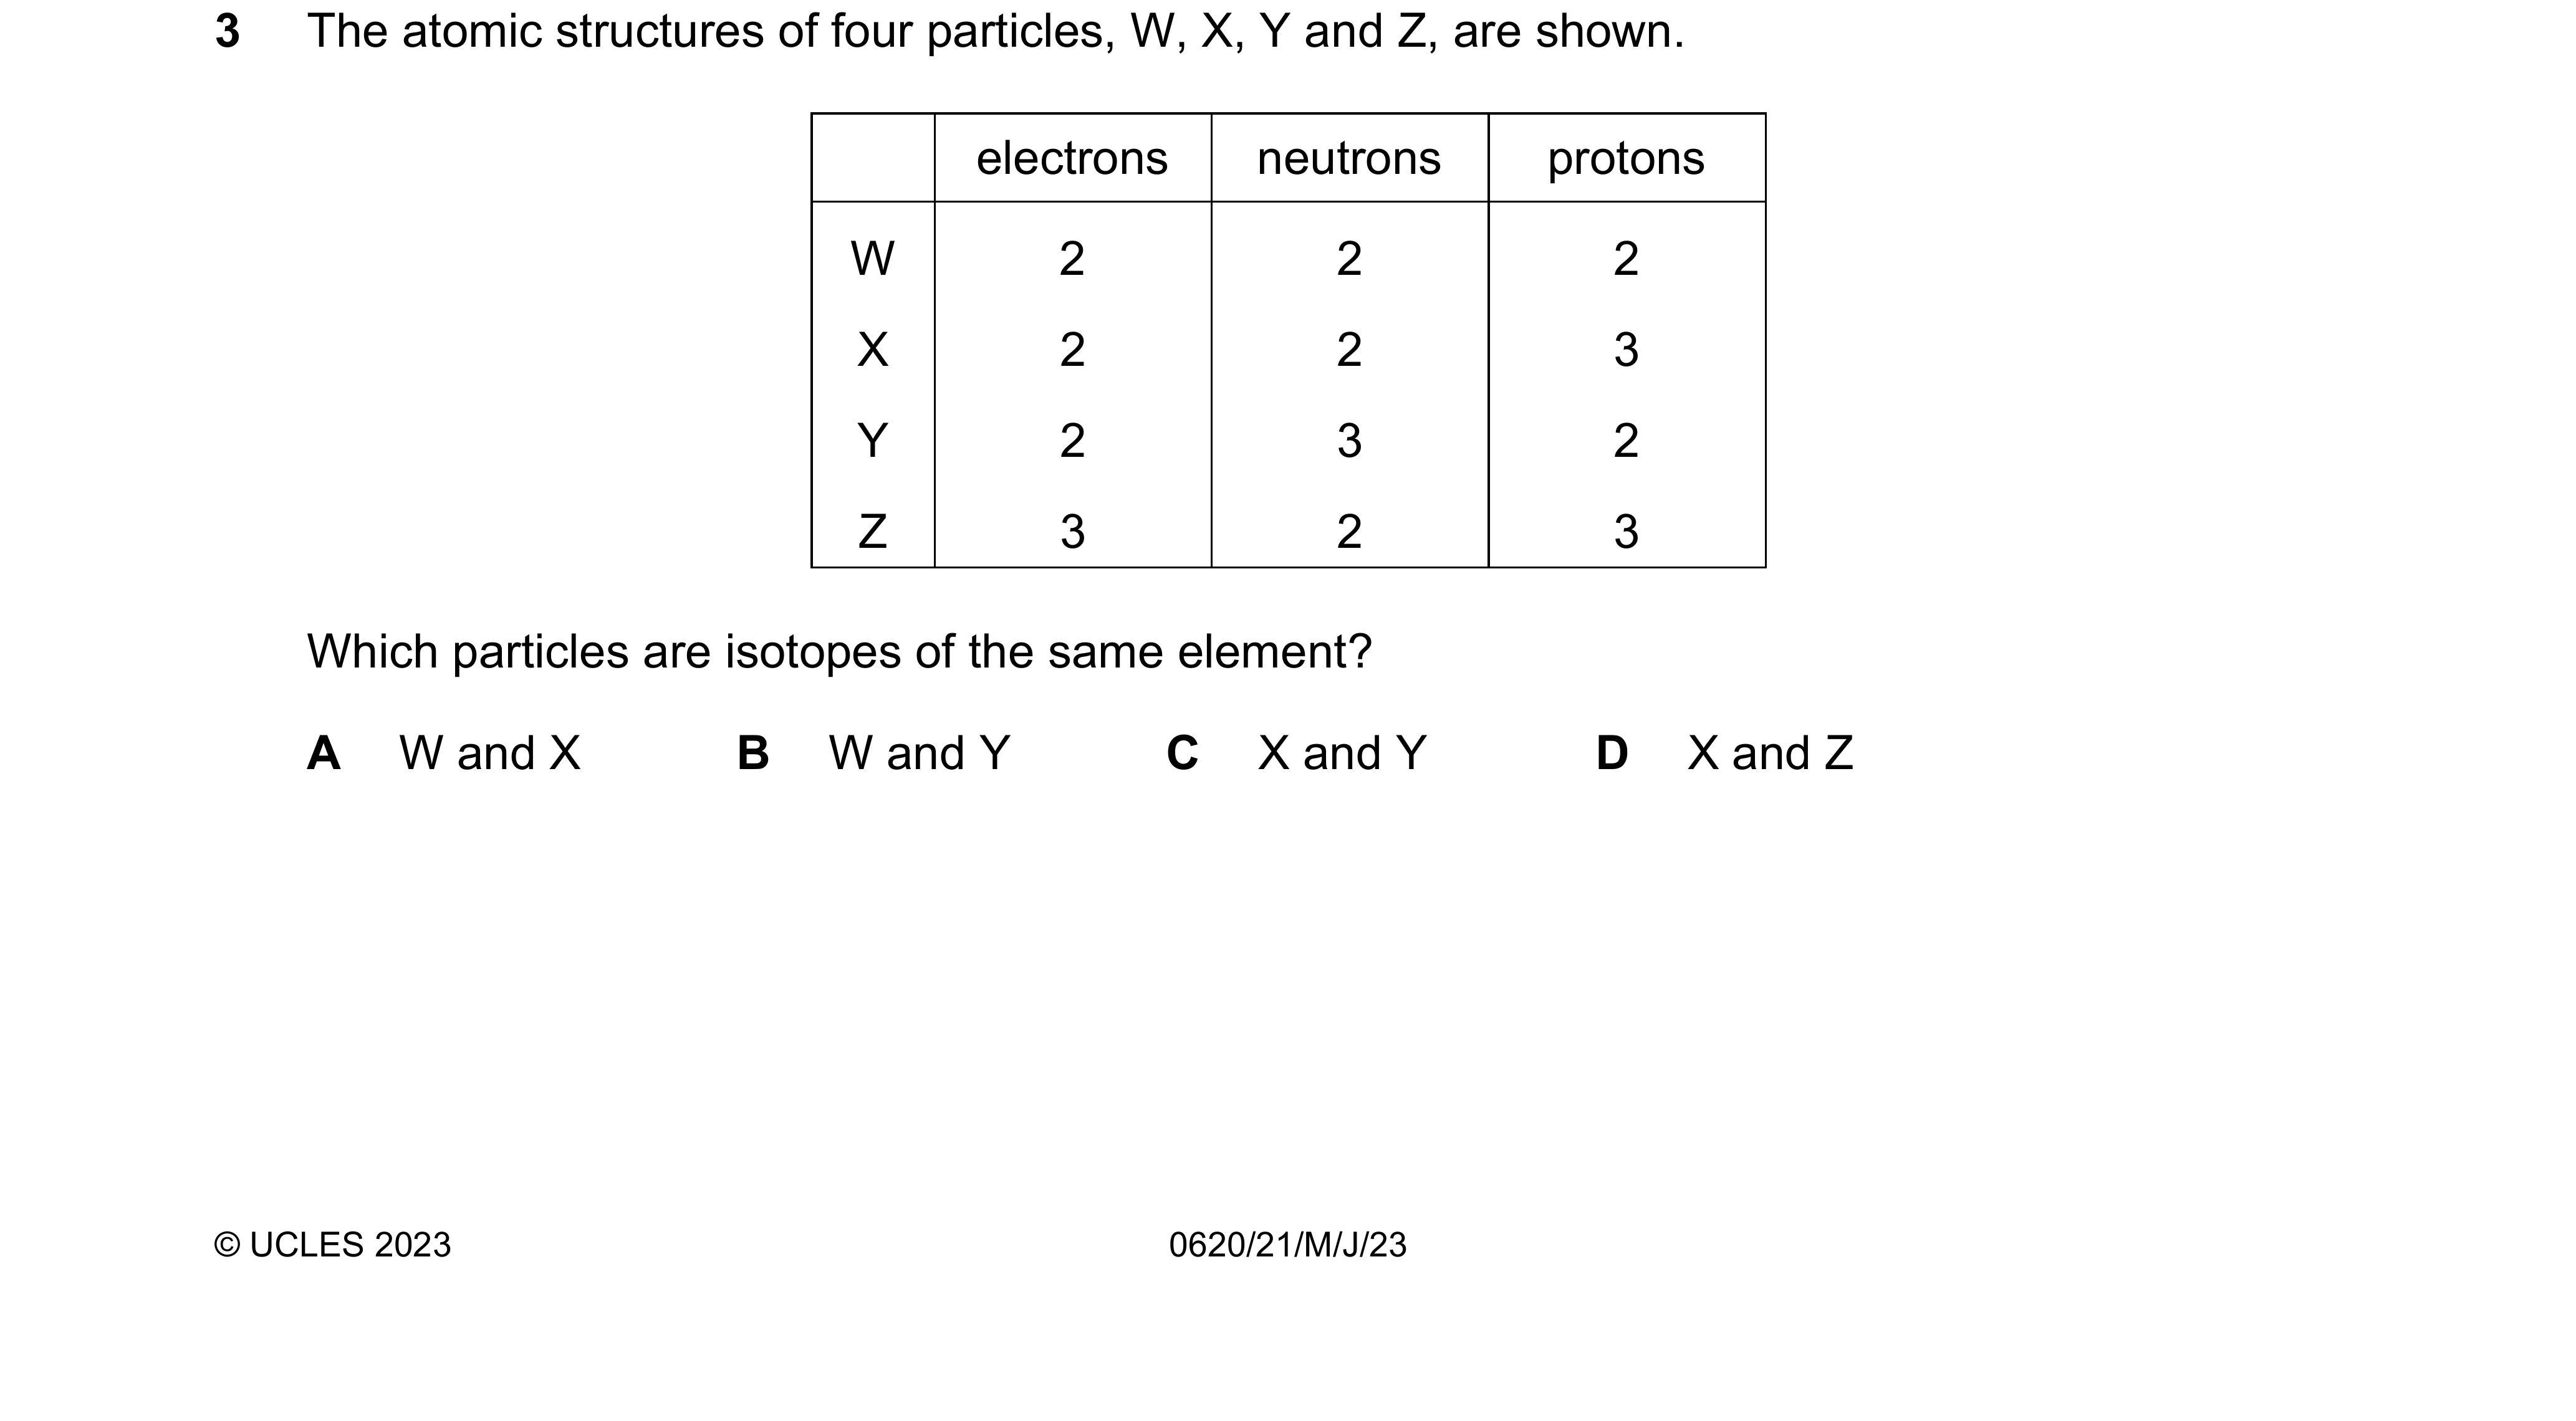 3 The atomic structures of four particles, W, X, Y and Z, are shown.
electrons neutrons protons
W 2 2 2
X 2 2 3
Y 2 3 2
Z 3 2 3
Which particles are isotopes of the same element?
A W and X B W and Y C X and Y D X and Z
© UCLES 2023 0620/21/M/J/23